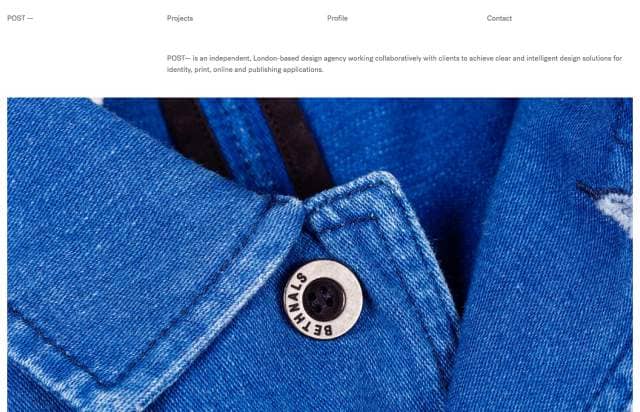 POST —
Projects
Profile
Contact
POST— is an independent, London-based design agency working collaboratively with clients to achieve clear and intelligent design solutions for
identity, print, online and publishing applications.
BETHNALS